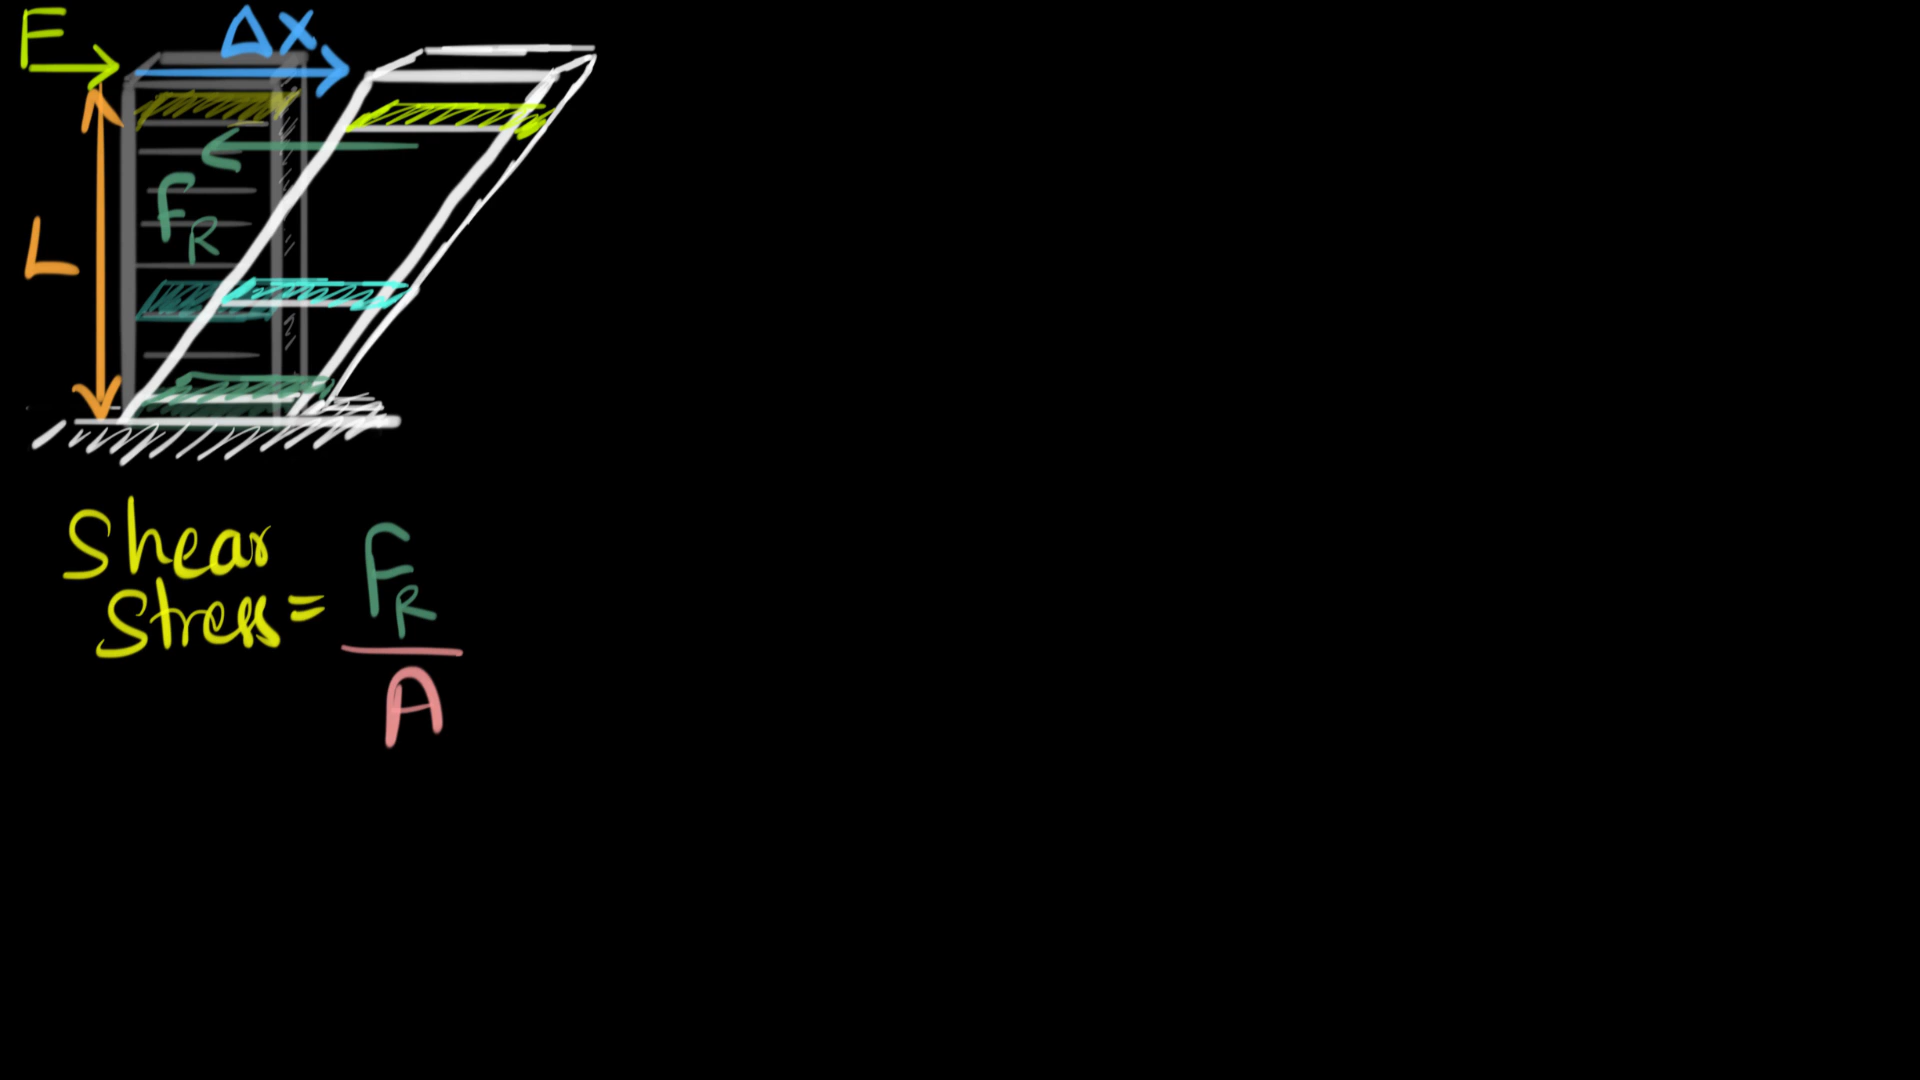 F
Δx
L
F_R
Shear
Stress = F_R / A